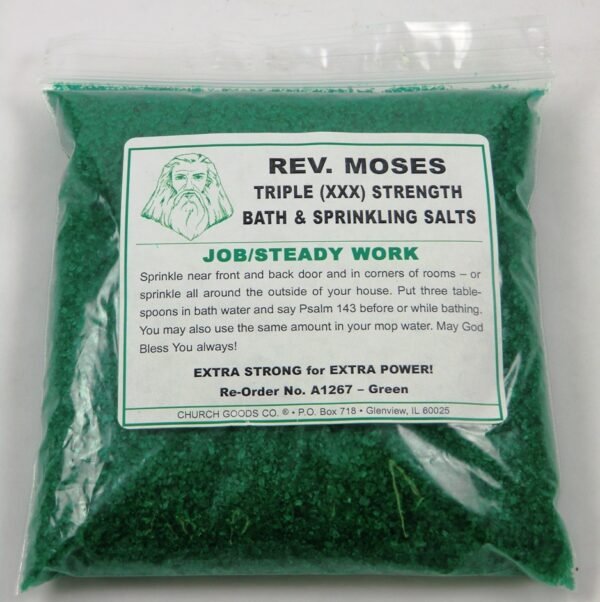 REV. MOSES
TRIPLE (XXX) STRENGTH
BATH & SPRINKLING SALTS
JOB/STEADY WORK
Sprinkle near front and back door and in corners of rooms – or
sprinkle all around the outside of your house. Put three table-
spoons in bath water and say Psalm 143 before or while bathing.
You may also use the same amount in your mop water. May God
Bless You always!
EXTRA STRONG for EXTRA POWER!
Re-Order No. A1267 – Green
CHURCH GOODS CO. ® • P.O. Box 718 • Glenview, IL 60025